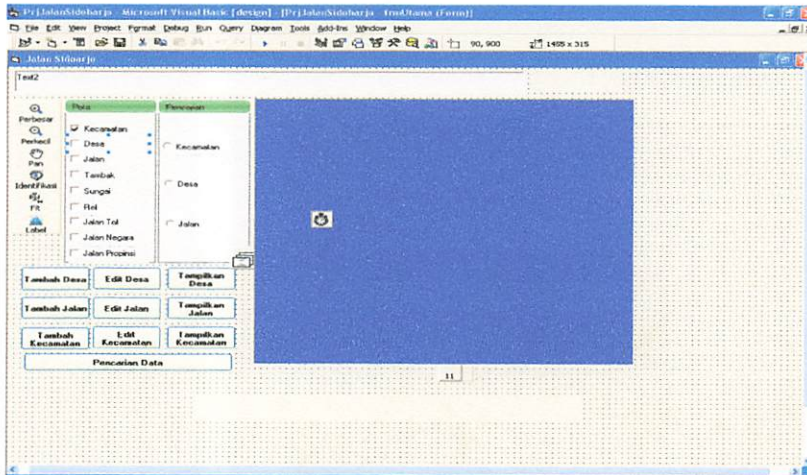 PrjJalanSidoharjo - Microsoft Visual Basic [design] - [PrjJalanSidoharjo - frmUtama (Form)]
File Edit View Project Format Debug Run Query Diagram Tools Add-Ins Window Help
90, 900
1455 x 315
Jalan Sidoarjo
Text2
Perbesar
Perkecil
Pan
Identifikasi
Fit
Label
Peta
Kecamatan
Desa
Jalan
Tambak
Sungai
Rel
Jalan Tol
Jalan Negara
Jalan Propinsi
Pencarian
Kecamatan
Desa
Jalan
Tambah Desa
Edit Desa
Tampilkan Desa
Tambah Jalan
Edit Jalan
Tampilkan Jalan
Tambah Kecamatan
Edit Kecamatan
Tampilkan Kecamatan
Pencarian Data